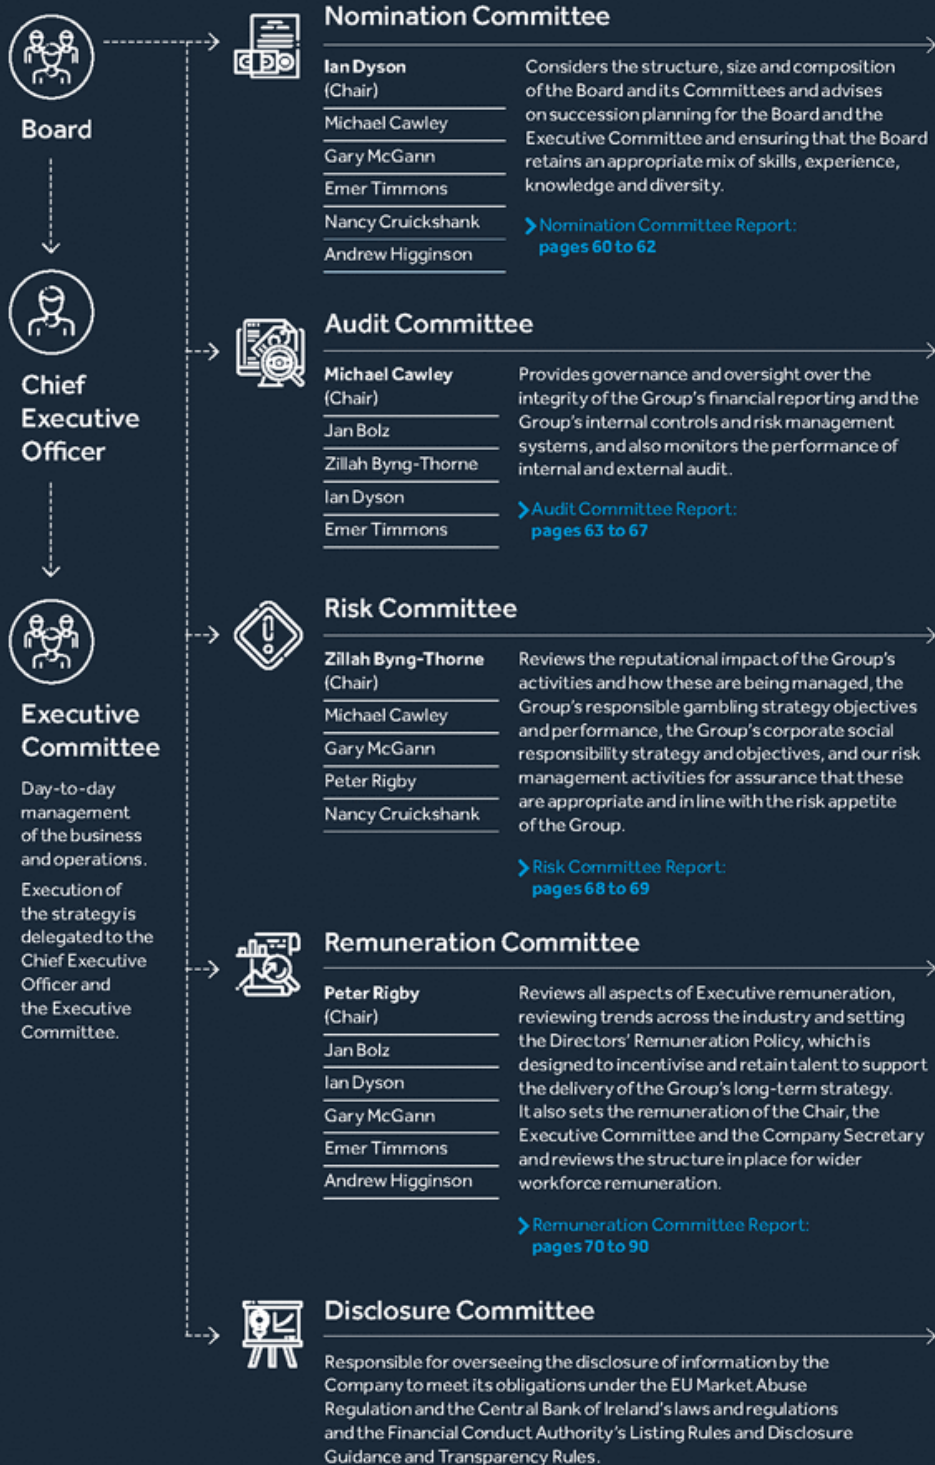 Board
Chief
Executive
Officer
Executive
Committee
Day-to-day
management
of the business
and operations.
Execution of
the strategy is
delegated to the
Chief Executive
Officer and
the Executive
Committee.
Nomination Committee
Ian Dyson
(Chair)
Michael Cawley
Gary McGann
Emer Timmons
Nancy Cruickshank
Andrew Higginson
Considers the structure, size and composition
of the Board and its Committees and advises
on succession planning for the Board and the
Executive Committee and ensuring that the Board
retains an appropriate mix of skills, experience,
knowledge and diversity.
Nomination Committee Report:
pages 60 to 62
Audit Committee
Michael Cawley
(Chair)
Jan Bolz
Zillah Byng-Thorne
Ian Dyson
Emer Timmons
Provides governance and oversight over the
integrity of the Group's financial reporting and the
Group's internal controls and risk management
systems, and also monitors the performance of
internal and external audit.
Audit Committee Report:
pages 63 to 67
Risk Committee
Zillah Byng-Thorne
(Chair)
Michael Cawley
Gary McGann
Peter Rigby
Nancy Cruickshank
Reviews the reputational impact of the Group's
activities and how these are being managed, the
Group's responsible gambling strategy objectives
and performance, the Group's corporate social
responsibility strategy and objectives, and our risk
management activities for assurance that these
are appropriate and in line with the risk appetite
of the Group.
Risk Committee Report:
pages 68 to 69
Remuneration Committee
Peter Rigby
(Chair)
Jan Bolz
Ian Dyson
Gary McGann
Emer Timmons
Andrew Higginson
Reviews all aspects of Executive remuneration,
reviewing trends across the industry and setting
the Directors' Remuneration Policy, which is
designed to incentivise and retain talent to support
the delivery of the Group's long-term strategy.
It also sets the remuneration of the Chair, the
Executive Committee and the Company Secretary
and reviews the structure in place for wider
workforce remuneration.
Remuneration Committee Report:
pages 70 to 90
Disclosure Committee
Responsible for overseeing the disclosure of information by the
Company to meet its obligations under the EU Market Abuse
Regulation and the Central Bank of Ireland's laws and regulations
and the Financial Conduct Authority's Listing Rules and Disclosure
Guidance and Transparency Rules.